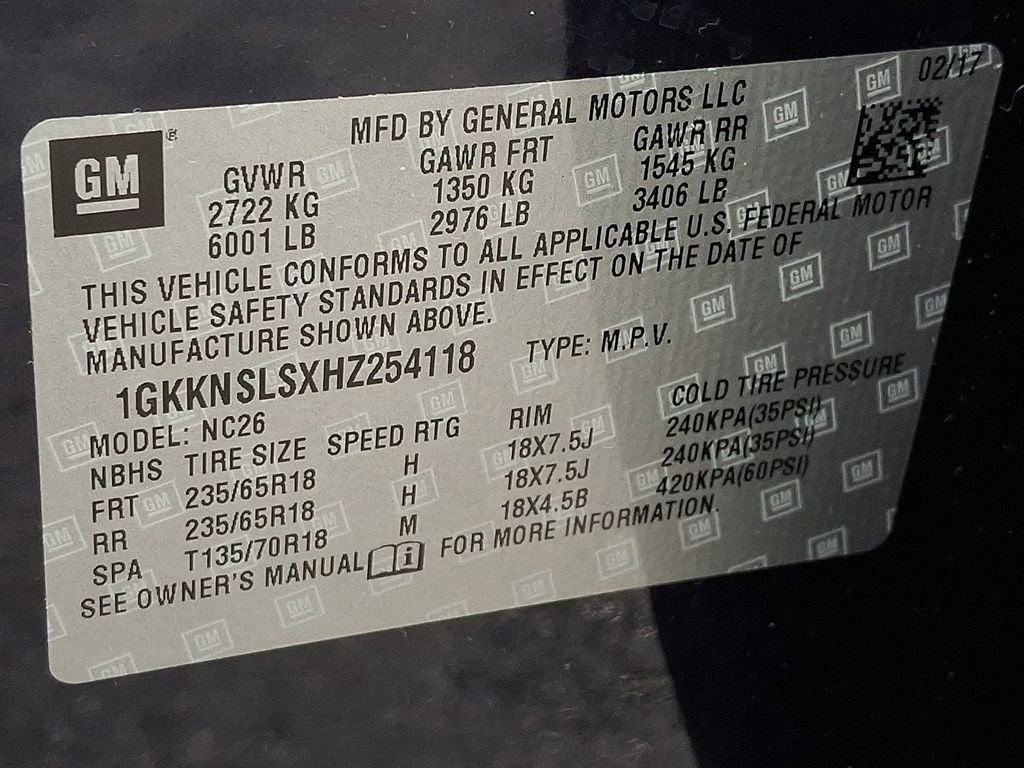 02/17
GM ®
MFD BY GENERAL MOTORS LLC
GVWR GAWR FRT GAWR RR
2722 KG 1350 KG 1545 KG
6001 LB 2976 LB 3406 LB
THIS VEHICLE CONFORMS TO ALL APPLICABLE U.S. FEDERAL MOTOR
VEHICLE SAFETY STANDARDS IN EFFECT ON THE DATE OF
MANUFACTURE SHOWN ABOVE.
1GKKNSLSXHZ254118 TYPE: M.P.V.
MODEL: NC26
NBHS TIRE SIZE SPEED RTG RIM COLD TIRE PRESSURE
FRT 235/65R18 H 18X7.5J 240KPA(35PSI)
RR 235/65R18 H 18X7.5J 240KPA(35PSI)
SPA T135/70R18 M 18X4.5B 420KPA(60PSI)
SEE OWNER'S MANUAL FOR MORE INFORMATION.